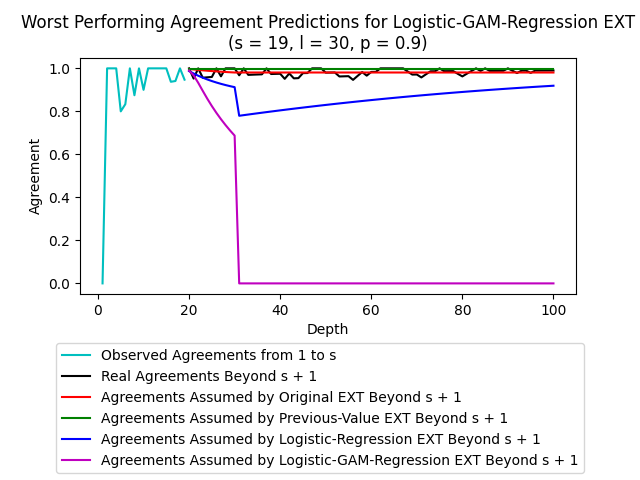 Worst Performing Agreement Predictions for Logistic-GAM-Regression EXT
(s = 19, l = 30, p = 0.9)
1.0
0.8
0.6
0.4
0.2
0.0
Agreement
0 20 40 60 80 100
Depth
Observed Agreements from 1 to s
Real Agreements Beyond s + 1
Agreements Assumed by Original EXT Beyond s + 1
Agreements Assumed by Previous-Value EXT Beyond s + 1
Agreements Assumed by Logistic-Regression EXT Beyond s + 1
Agreements Assumed by Logistic-GAM-Regression EXT Beyond s + 1